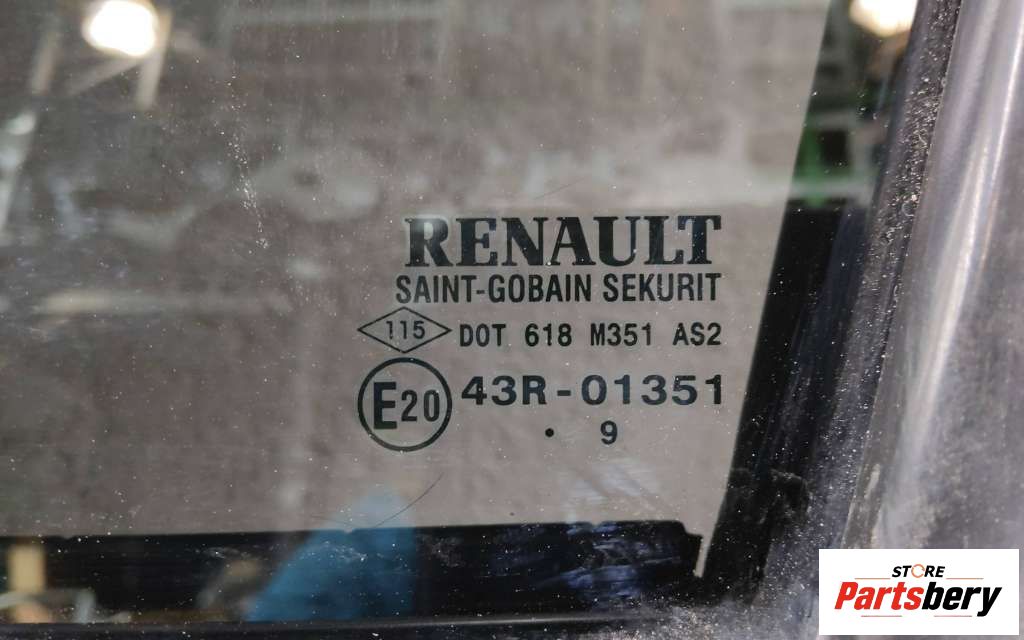 RENAULT
SAINT-GOBAIN SEKURIT
115 DOT 618 M351 AS2
E20 43R-01351
. 9
STORE
Partsbery